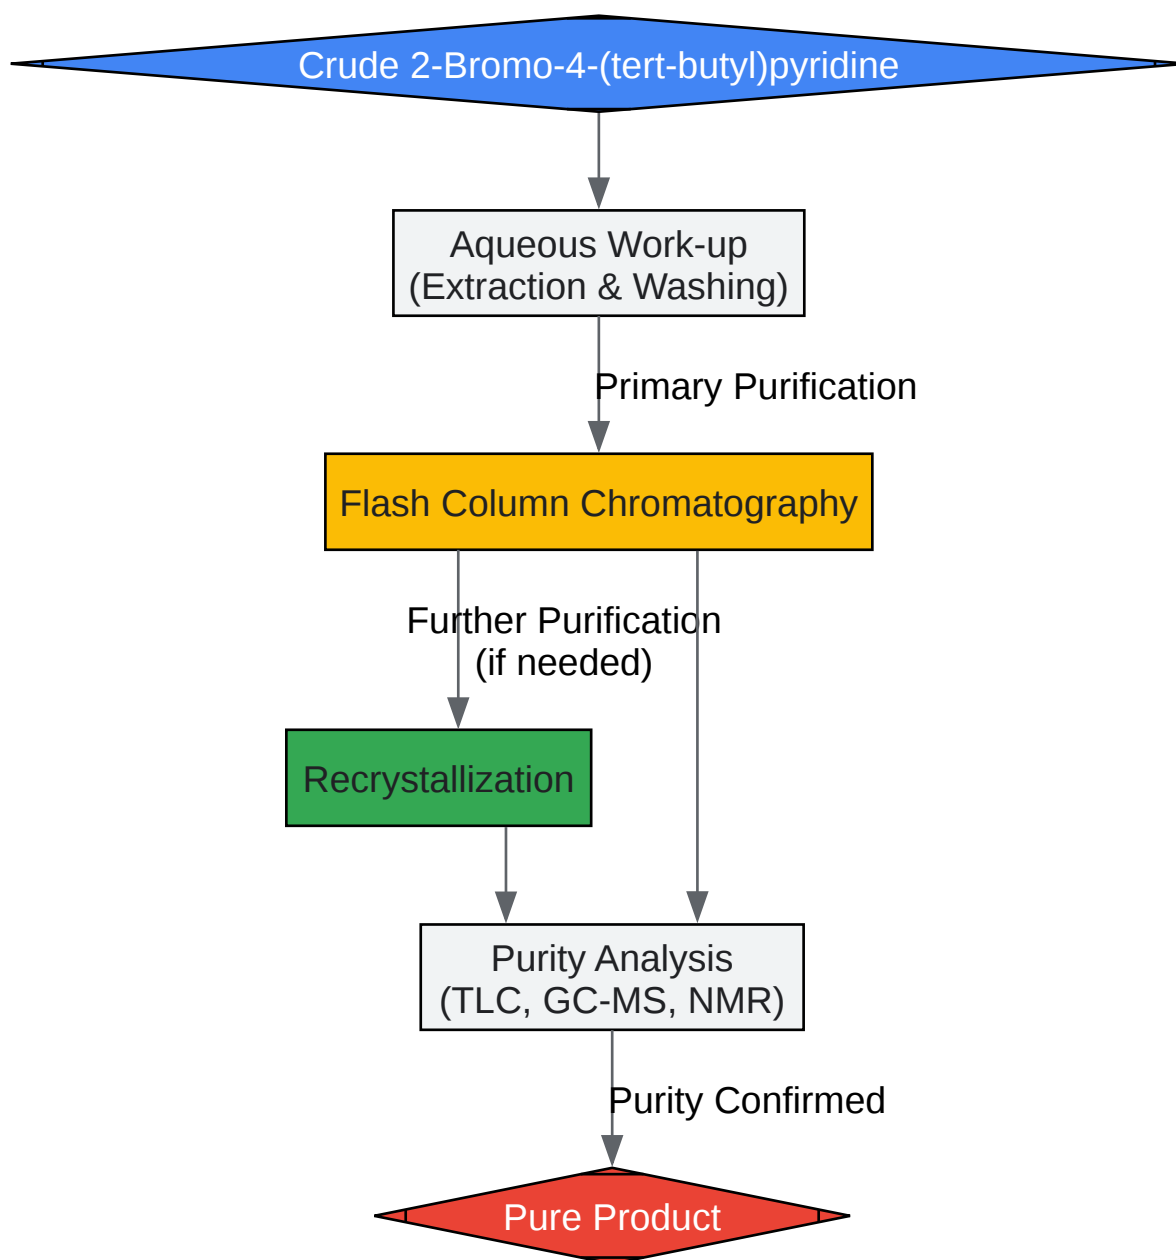 Crude 2-Bromo-4-(tert-butyl)pyridine
Aqueous Work-up
(Extraction & Washing)
Primary Purification
Flash Column Chromatography
Further Purification
(if needed)
Recrystallization
Purity Analysis
(TLC, GC-MS, NMR)
Purity Confirmed
Pure Product